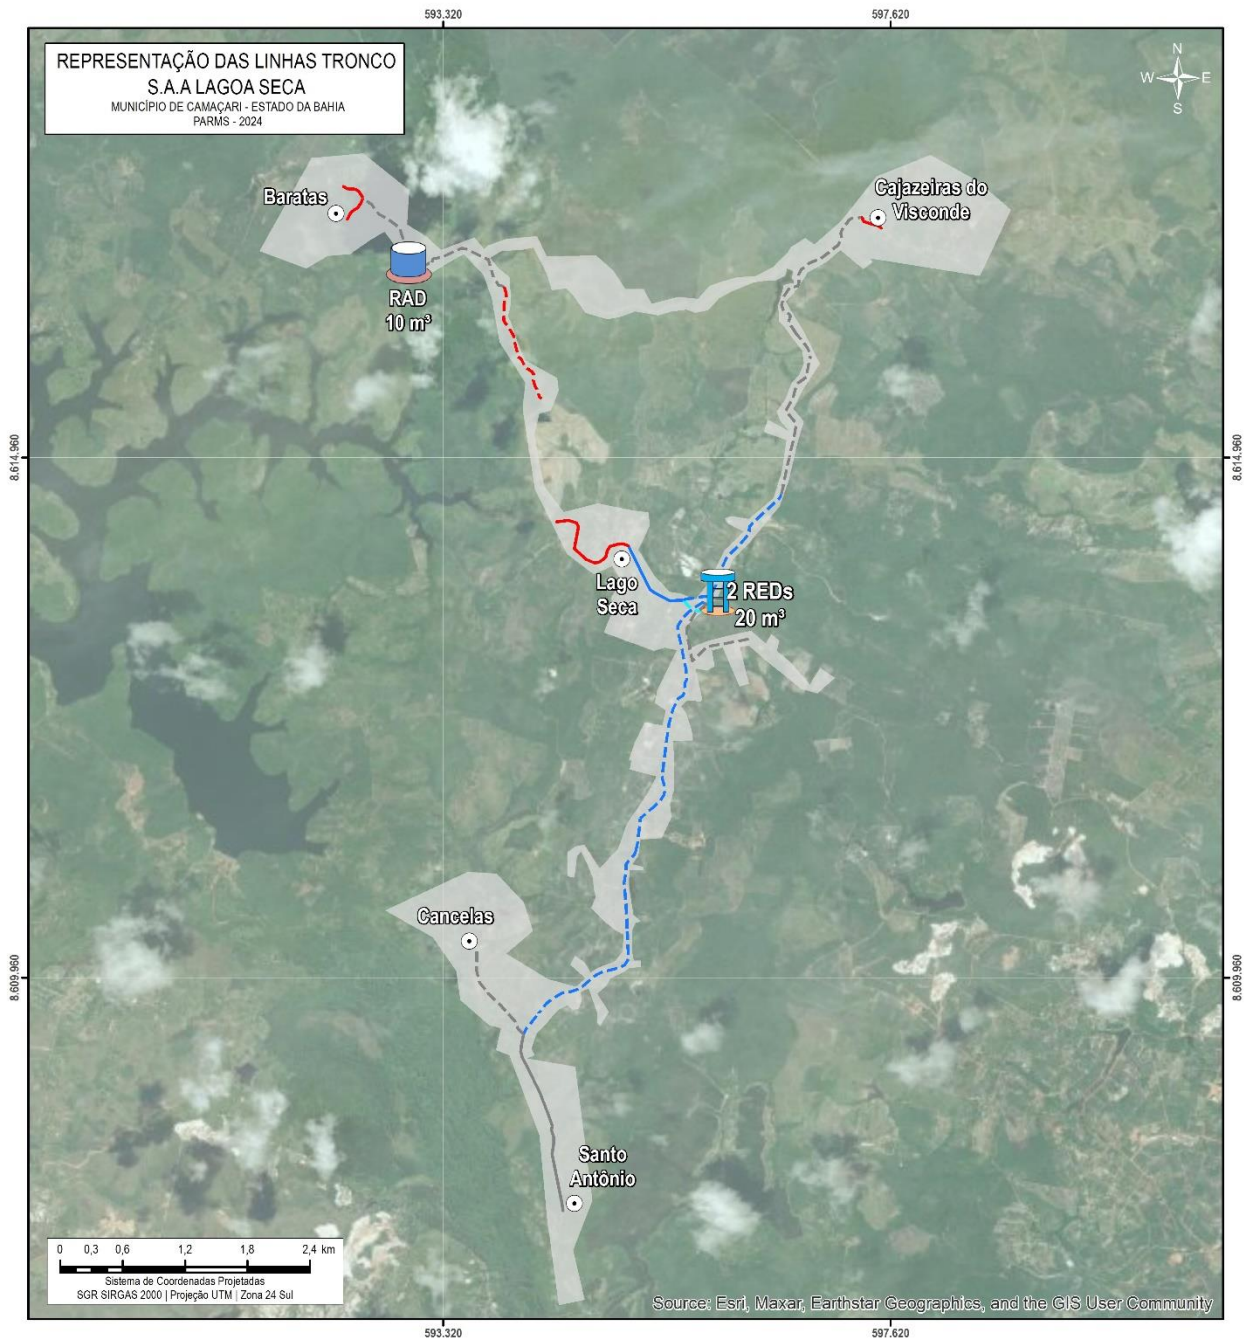 593.320
597.620
REPRESENTAÇÃO DAS LINHAS TRONCO
S.A.A LAGOA SECA
MUNICÍPIO DE CAMAÇARI - ESTADO DA BAHIA
PARMS - 2024
N
W E
S
Baratas
Cajazeiras do
Visconde
RAD
10 m³
8.614.960
8.614.960
Lago
Seca
2 REDs
20 m³
Cancelas
8.609.960
8.609.960
Santo
Antônio
0 0,3 0,6 1,2 1,8 2,4 km
Sistema de Coordenadas Projetadas
SGR SIRGAS 2000 | Projeção UTM | Zona 24 Sul
Source: Esri, Maxar, Earthstar Geographics, and the GIS User Community
593.320
597.620